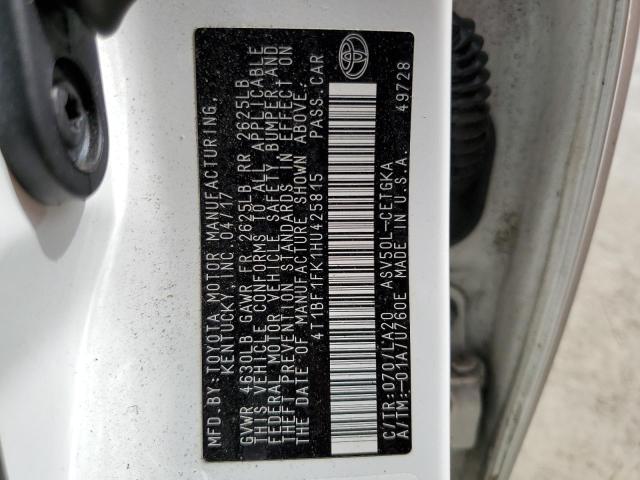 MFD.BY:TOYOTA MOTOR MANUFACTURING,
KENTUCKY,INC. 04/17
GVWR 4630LB GAWR FR 2625LB RR 2625LB
THIS VEHICLE CONFORMS TO ALL APPLICABLE
FEDERAL MOTOR VEHICLE SAFETY BUMPER,AND
THEFT PREVENTION STANDARDS IN EFFECT ON
THE DATE OF MANUFACTURE SHOWN ABOVE.
4T1BF1FK1HU425815 PASS.CAR
C/TR:070/LA20 ASV50L-CETGKA
A/TM:-01A/U760E MADE IN U.S.A. 49728